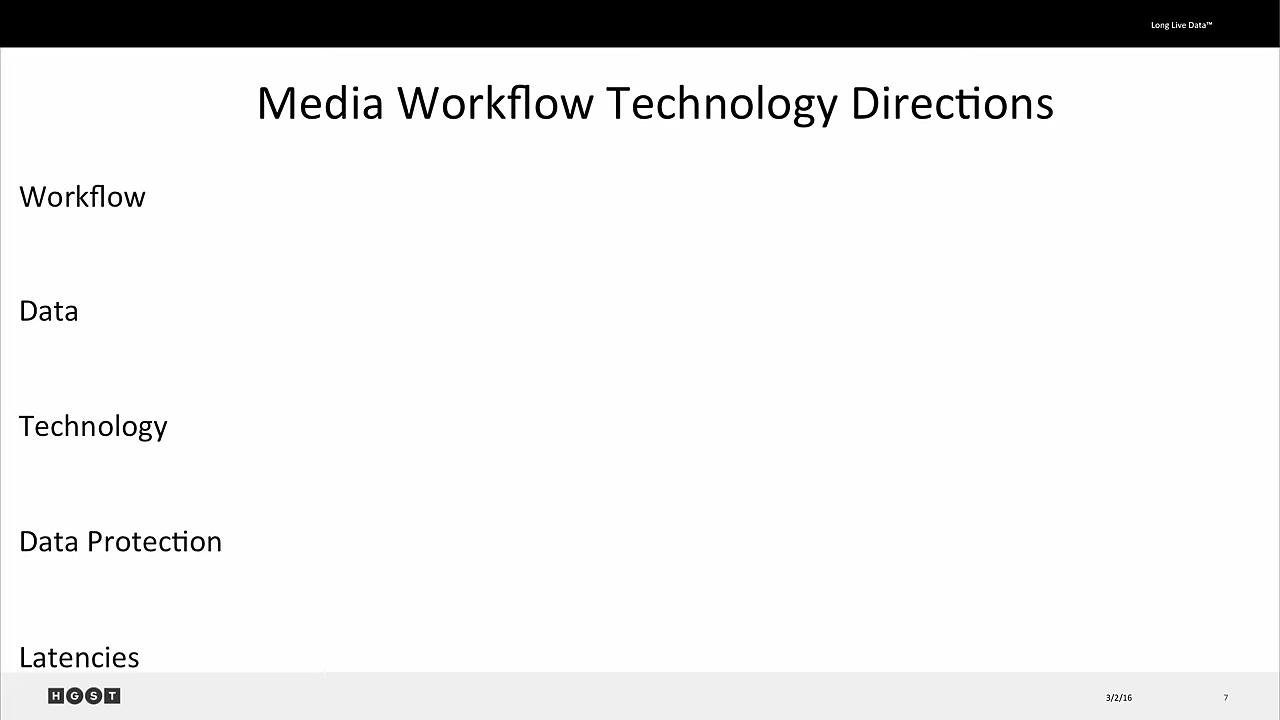 Long Live Data™
Media Workflow Technology Directions
Workflow
Data
Technology
Data Protection
Latencies
HGST
3/2/16
7